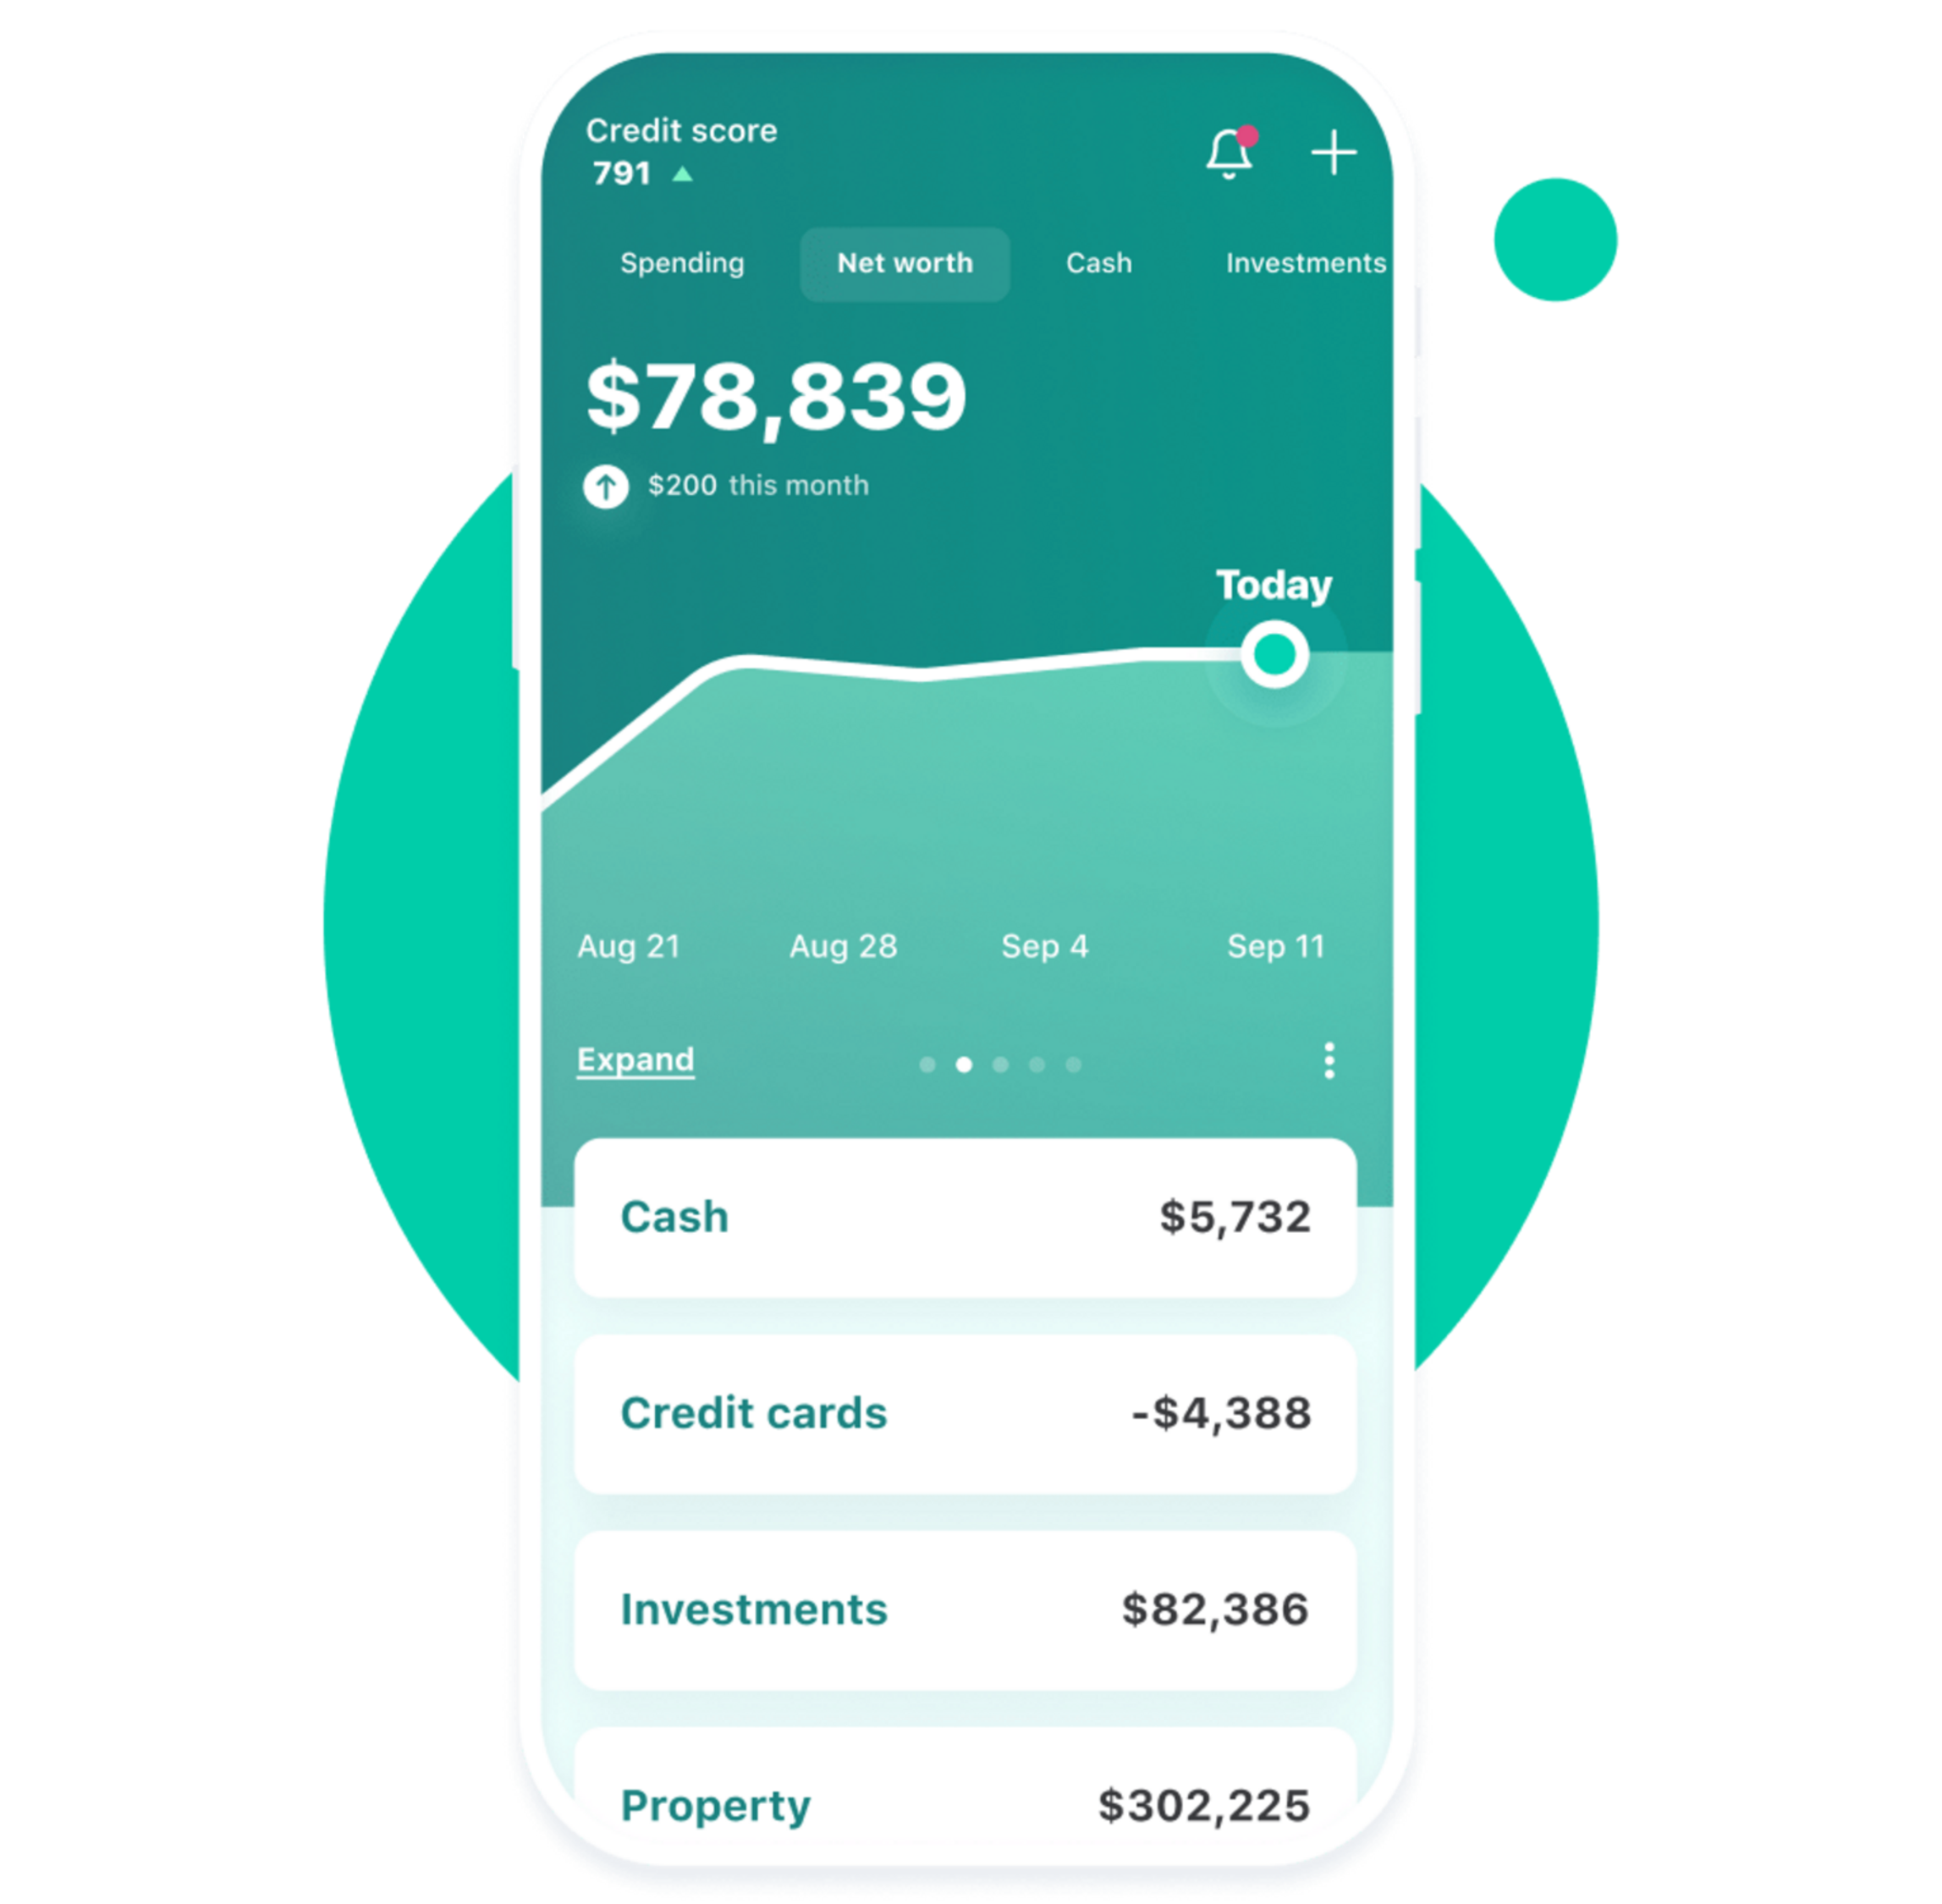 Credit score
791
Spending Net worth Cash Investments
$78,839
$200 this month
Today
Aug 21 Aug 28 Sep 4 Sep 11
Expand
Cash $5,732
Credit cards -$4,388
Investments $82,386
Property $302,225